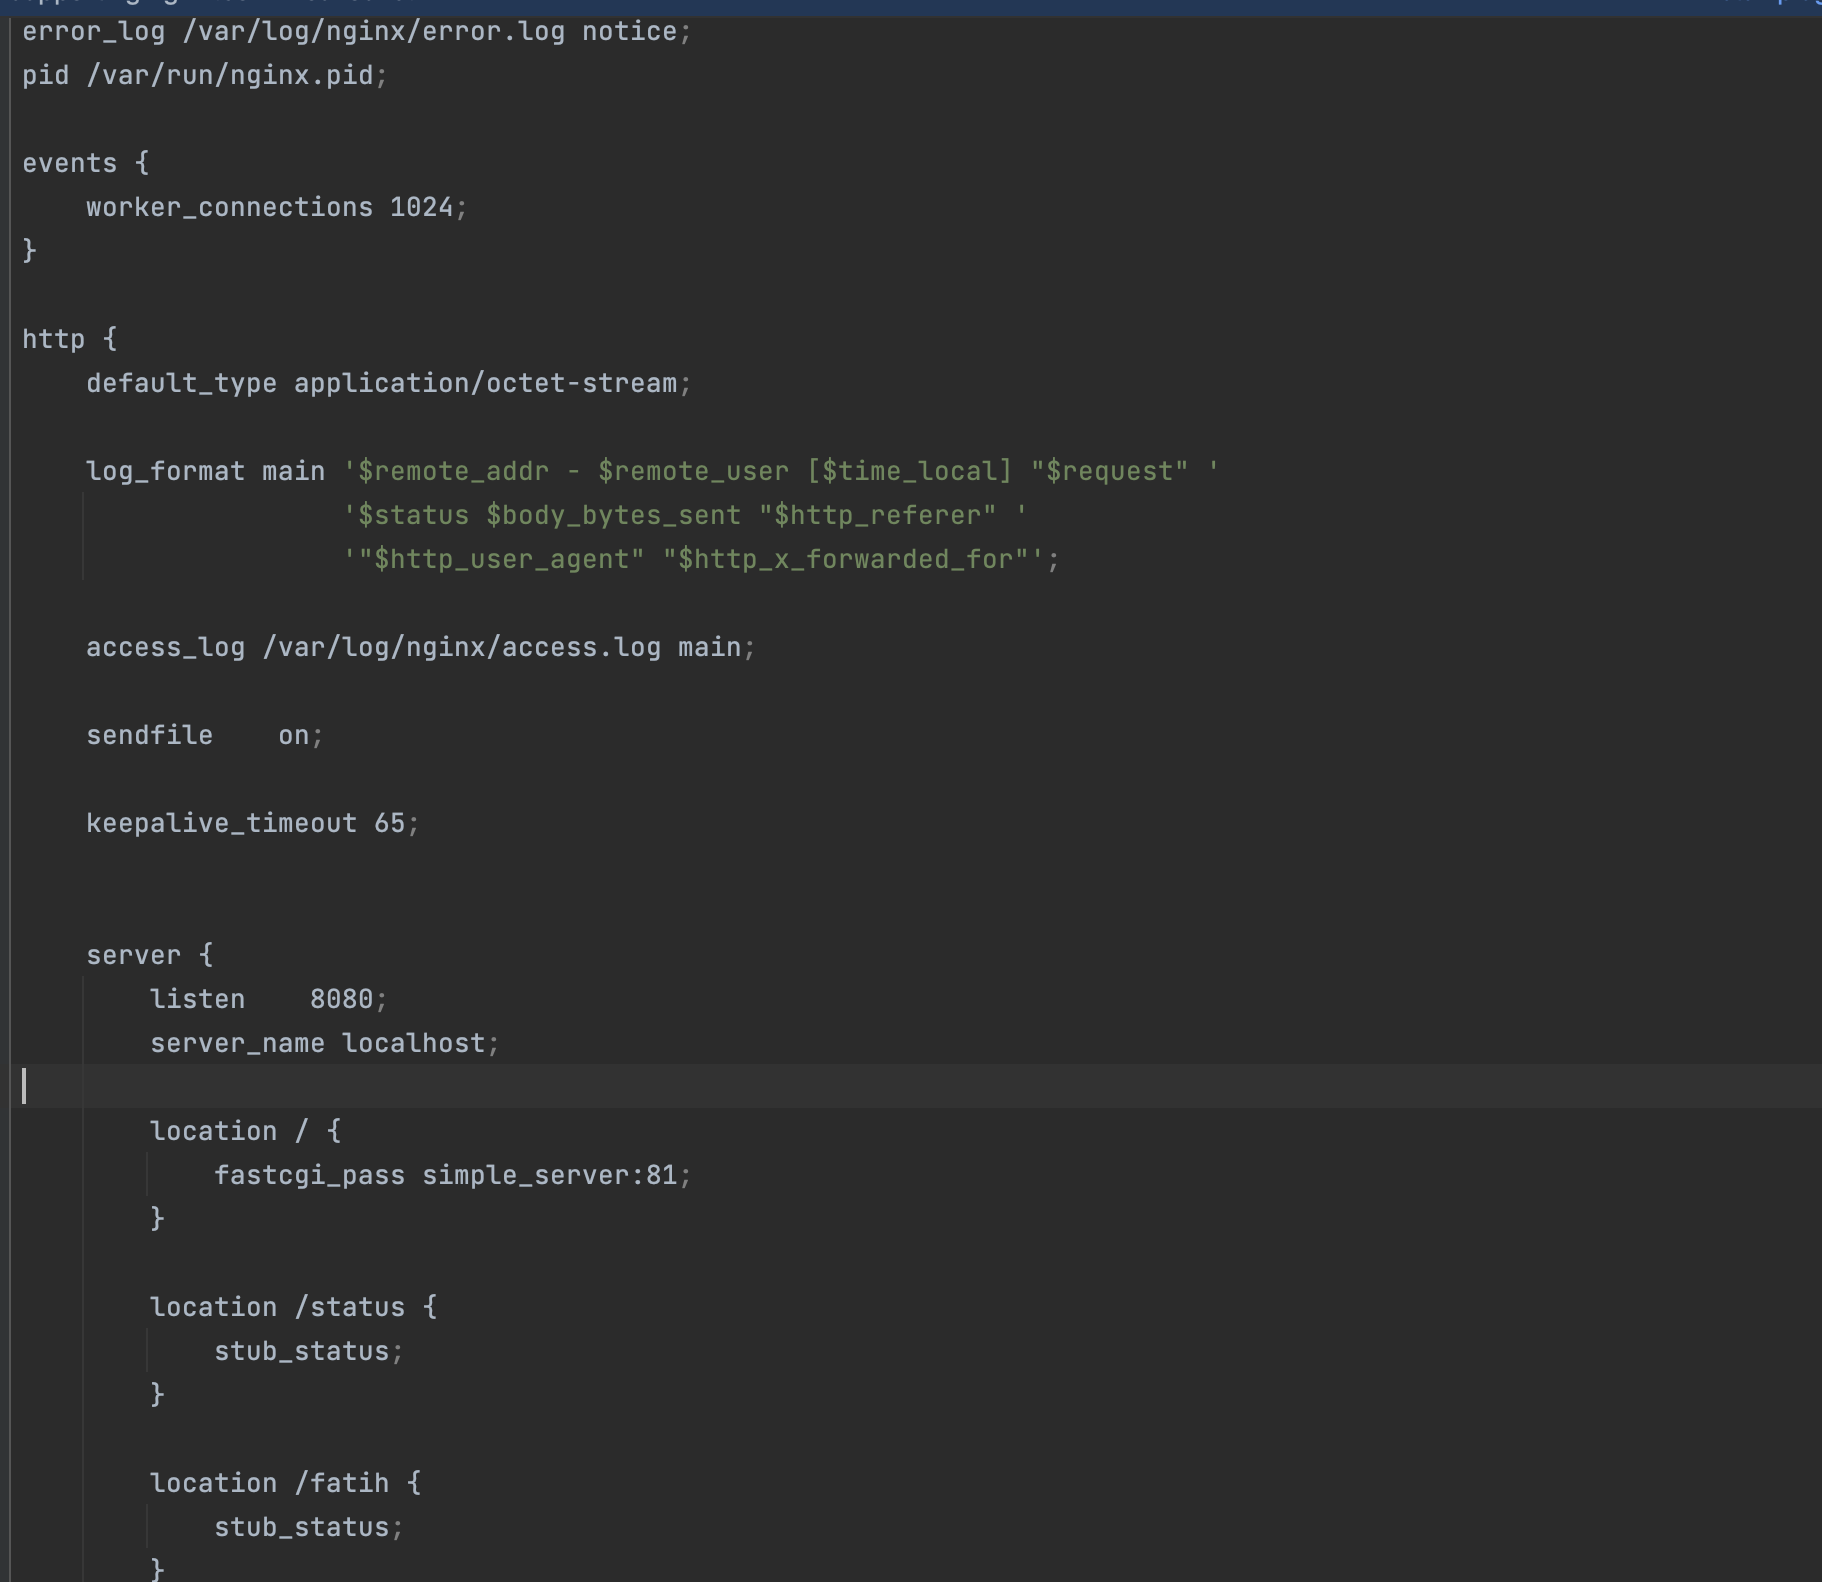 error_log /var/log/nginx/error.log notice;
pid /var/run/nginx.pid;
events {
worker_connections 1024;
}
http {
default_type application/octet-stream;
log_format main '$remote_addr - $remote_user [$time_local] "$request" '
'$status $body_bytes_sent "$http_referer" '
'"$http_user_agent" "$http_x_forwarded_for"';
access_log /var/log/nginx/access.log main;
sendfile    on;
keepalive_timeout 65;
server {
listen    8080;
server_name localhost;
location / {
fastcgi_pass simple_server:81;
}
location /status {
stub_status;
}
location /fatih {
stub_status;
}